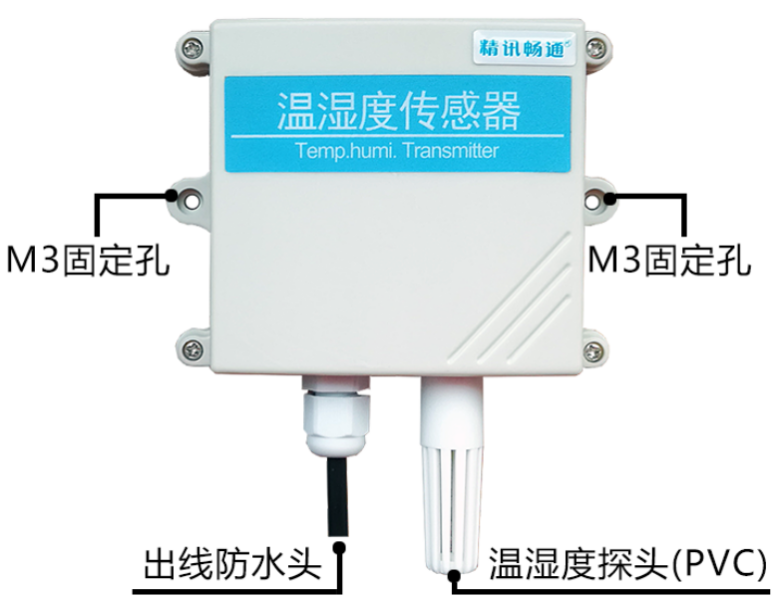 精讯畅通®
温湿度传感器
Temp.humi. Transmitter
M3固定孔
M3固定孔
出线防水头
温湿度探头(PVC)